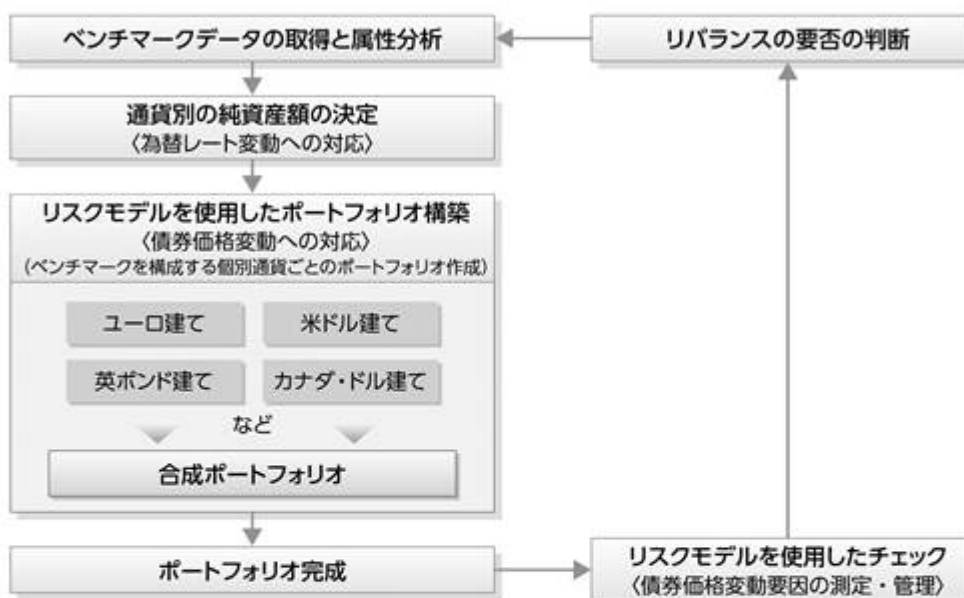 ベンチマークデータの取得と属性分析
リバランスの要否の判断
通貨別の純資産額の決定
〈為替レート変動への対応〉
リスクモデルを使用したポートフォリオ構築
〈債券価格変動への対応〉
(ベンチマークを構成する個別通貨ごとのポートフォリオ作成)
ユーロ建て
米ドル建て
英ポンド建て
カナダ・ドル建て
など
合成ポートフォリオ
ポートフォリオ完成
リスクモデルを使用したチェック
〈債券価格変動要因の測定・管理〉